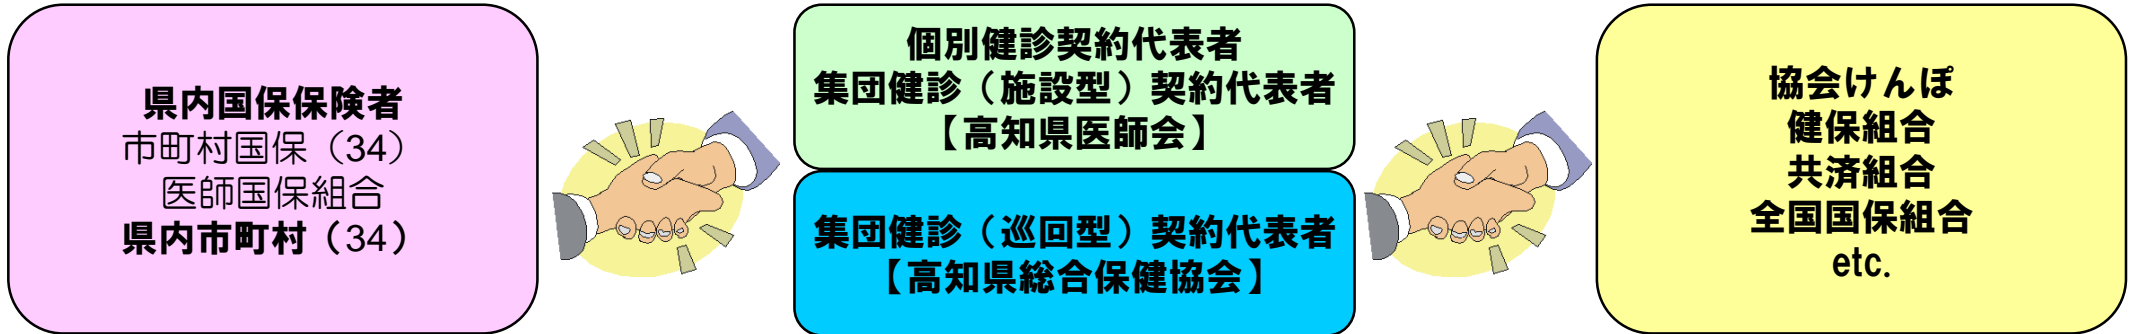 県内国保保険者
市町村国保（34）
医師国保組合
県内市町村（34）
個別健診契約代表者
集団健診（施設型）契約代表者
【高知県医師会】
集団健診（巡回型）契約代表者
【高知県総合保健協会】
協会けんぽ
健保組合
共済組合
全国国保組合
etc.